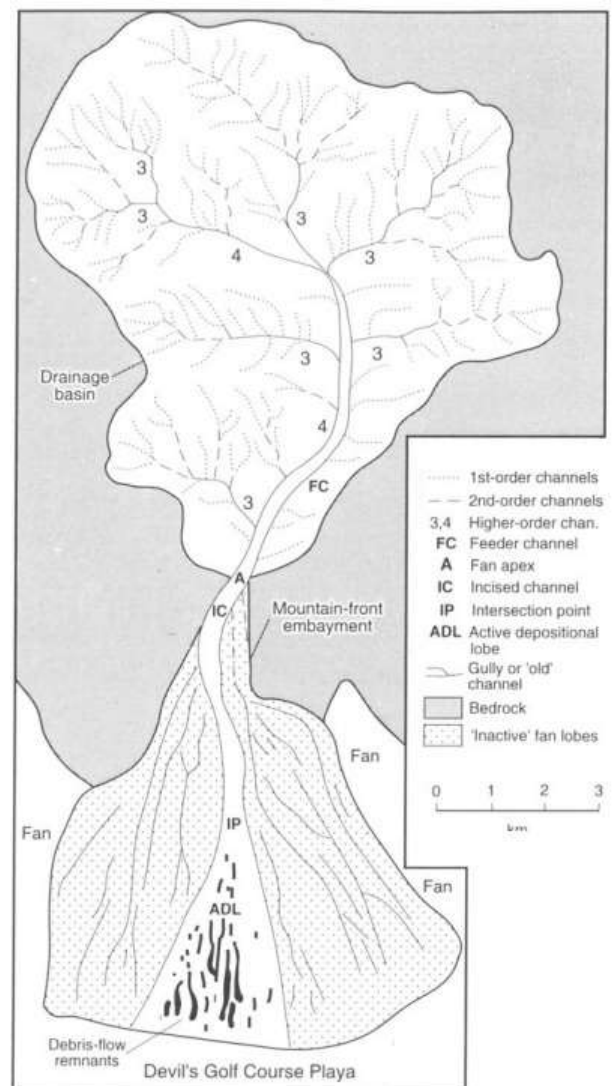 3
3
3
4
3
3
3
Drainage
basin
4
FC
3
A
IC
Mountain-front
embayment
1st-order channels
2nd-order channels
3,4 Higher-order chan.
FC Feeder channel
A Fan apex
IC Incised channel
IP Intersection point
ADL Active depositional
lobe
Gully or 'old'
channel
Bedrock
'Inactive' fan lobes
0 1 2 3
km
Fan
Fan
Fan
IP
ADL
Debris-flow
remnants
Devil's Golf Course Playa